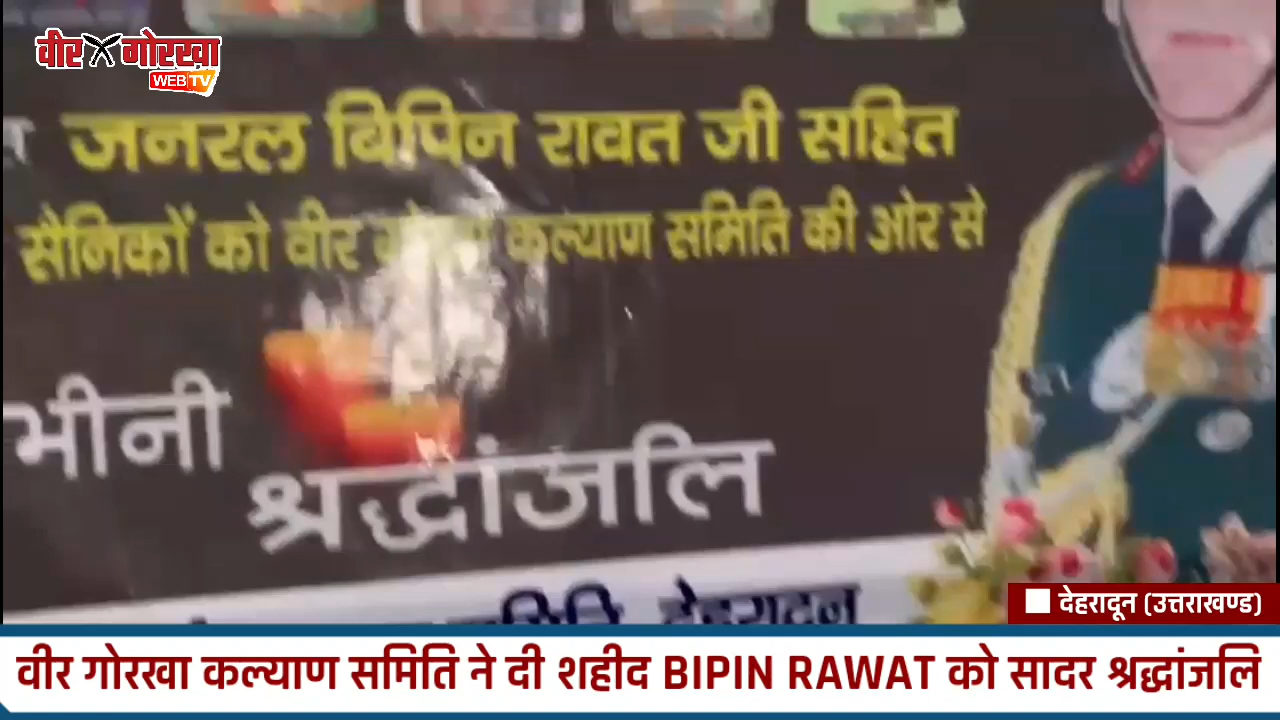 वीर गोरखा
WEB TV
जनरल बिपिन रावत जी सहित
सैनिकों को वीर कल्याण समिति की ओर से
भीनी
श्रद्धांजलि
देहरादून
देहरादून (उत्तराखण्ड)
वीर गोरखा कल्याण समिति ने दी शहीद BIPIN RAWAT को सादर श्रद्धांजलि